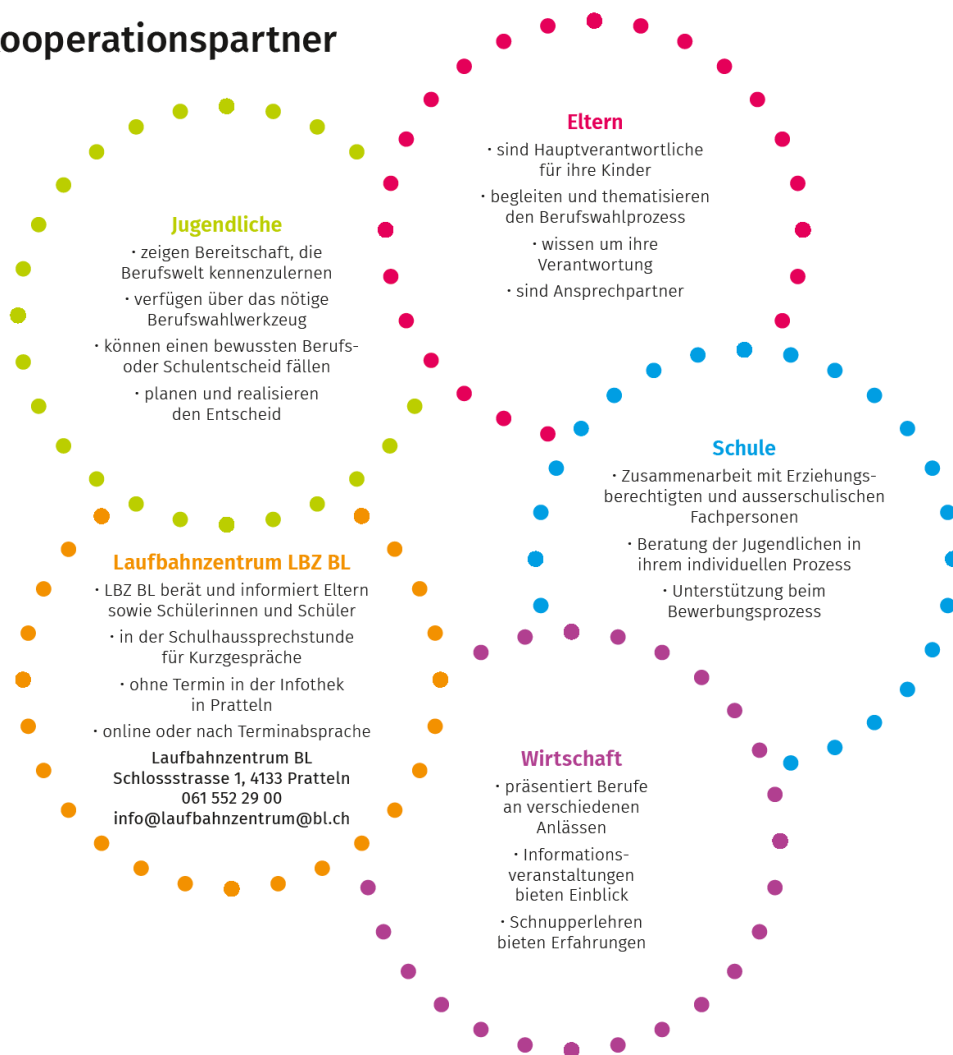 ooperationspartner
Eltern
· sind Hauptverantwortliche
für ihre Kinder
· begleiten und thematisieren
den Berufswahlprozess
· wissen um ihre
Verantwortung
· sind Ansprechpartner
Jugendliche
· zeigen Bereitschaft, die
Berufswelt kennenzulernen
· verfügen über das nötige
Berufswahlwerkzeug
· können einen bewussten Berufs-
oder Schulentscheid fällen
· planen und realisieren
den Entscheid
Schule
· Zusammenarbeit mit Erziehungs-
berechtigten und ausserschulischen
Fachpersonen
· Beratung der Jugendlichen in
ihrem individuellen Prozess
· Unterstützung beim
Bewerbungsprozess
Laufbahnzentrum LBZ BL
· LBZ BL berät und informiert Eltern
sowie Schülerinnen und Schüler
· in der Schulhaussprechstunde
für Kurzgespräche
· ohne Termin in der Infothek
in Pratteln
· online oder nach Terminabsprache
Laufbahnzentrum BL
Schlossstrasse 1, 4133 Pratteln
061 552 29 00
info@laufbahnzentrum@bl.ch
Wirtschaft
· präsentiert Berufe
an verschiedenen
Anlässen
· Informations-
veranstaltungen
bieten Einblick
· Schnupperlehren
bieten Erfahrungen